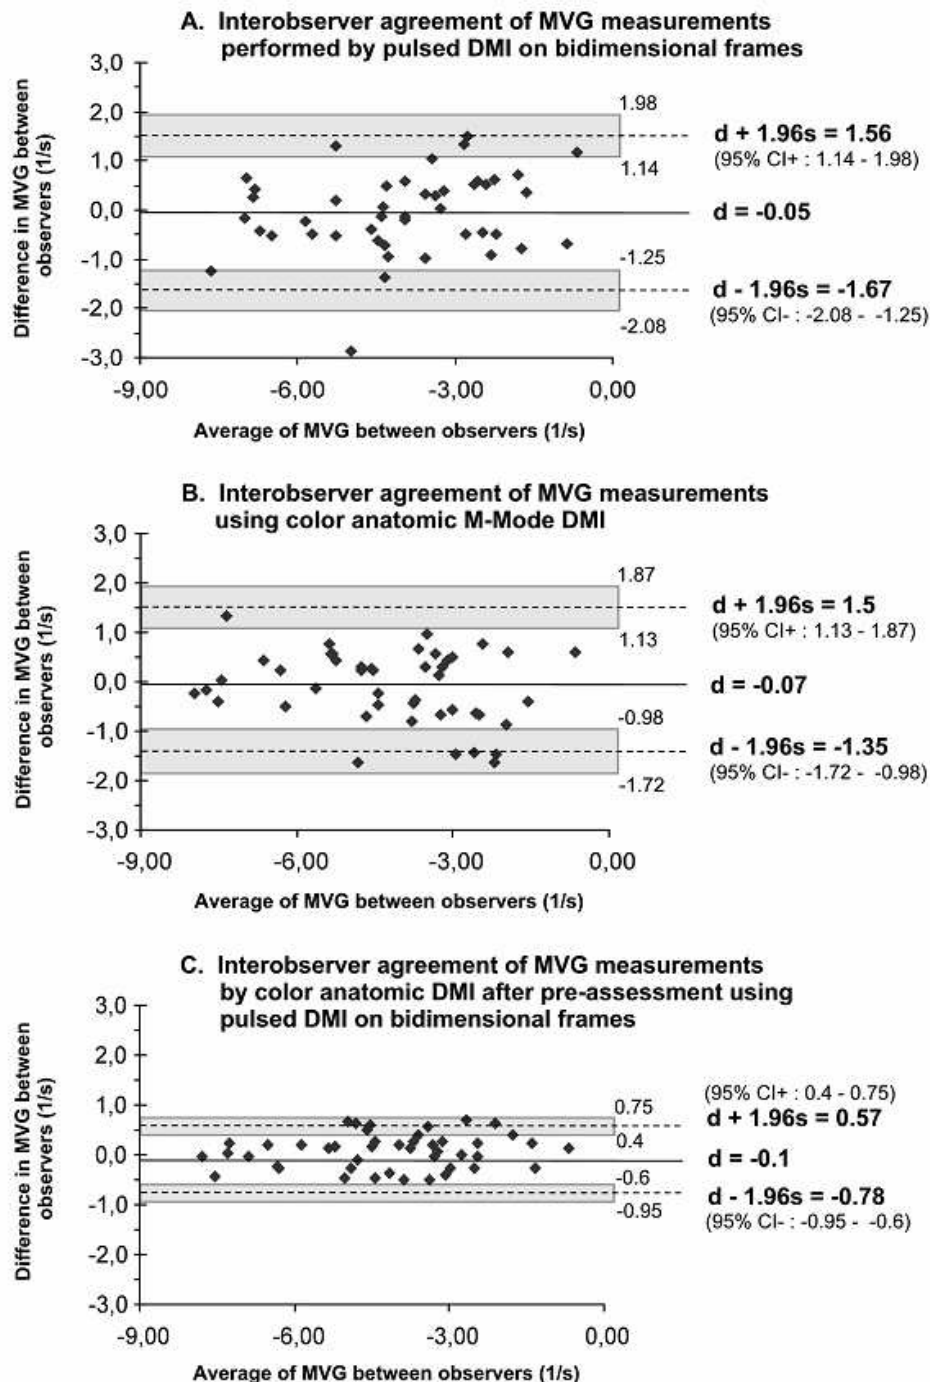 A. Interobserver agreement of MVG measurements
performed by pulsed DMI on bidimensional frames
Difference in MVG between
observers (1/s)
3,0
2,0
1,0
0,0
-1,0
-2,0
-3,0
1.98
1.14
-1.25
-2.08
d + 1.96s = 1.56
(95% CI+ : 1.14 - 1.98)
d = -0.05
d - 1.96s = -1.67
(95% CI- : -2.08 - -1.25)
-9,00 -6,00 -3,00 0,00
Average of MVG between observers (1/s)
B. Interobserver agreement of MVG measurements
using color anatomic M-Mode DMI
Difference in MVG between
observers (1/s)
3,0
2,0
1,0
0,0
-1,0
-2,0
-3,0
1.87
1.13
-0.98
-1.72
d + 1.96s = 1.5
(95% CI+ : 1.13 - 1.87)
d = -0.07
d - 1.96s = -1.35
(95% CI- : -1.72 - -0.98)
-9,00 -6,00 -3,00 0,00
Average of MVG between observers (1/s)
C. Interobserver agreement of MVG measurements
by color anatomic DMI after pre-assessment using
pulsed DMI on bidimensional frames
Difference in MVG between
observers (1/s)
3,0
2,0
1,0
0,0
-1,0
-2,0
-3,0
0.75
0.4
-0.6
-0.95
(95% CI+ : 0.4 - 0.75)
d + 1.96s = 0.57
d = -0.1
d - 1.96s = -0.78
(95% CI- : -0.95 - -0.6)
-9,00 -6,00 -3,00 0,00
Average of MVG between observers (1/s)